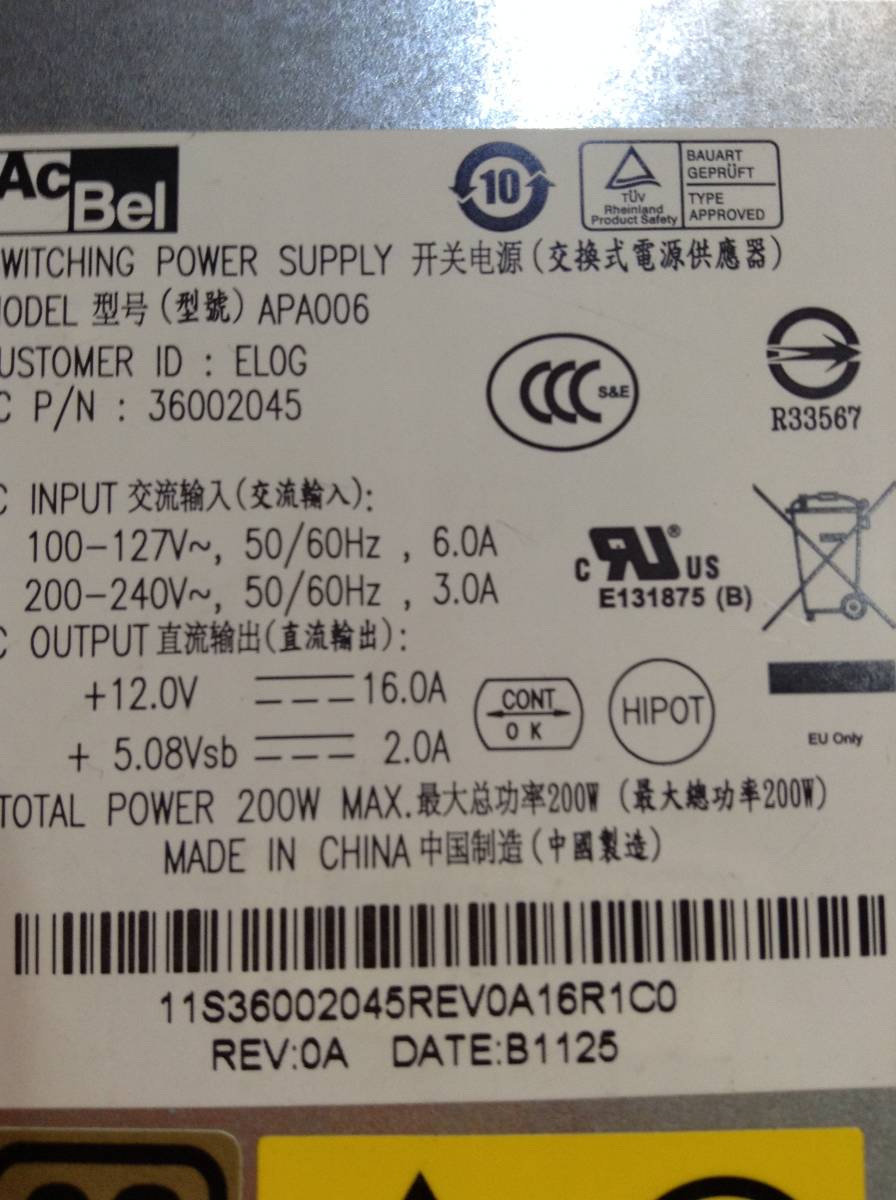 AcBel
10
TÜV
Rheinland
Product Safety
BAUART
GEPRÜFT
TYPE
APPROVED
WITCHING POWER SUPPLY 开关电源(交换式電源供應器)
ODEL 型号(型號) APA006
USTOMER ID : EL0G
C P/N : 36002045
CCC S&E
R33567
C INPUT 交流输入(交流輸入):
100-127V~, 50/60Hz , 6.0A
200-240V~, 50/60Hz , 3.0A
c RU ® US
E131875 (B)
C OUTPUT 直流输出(直流輸出):
+12.0V 16.0A
+ 5.08Vsb 2.0A
CONT
O K
HIPOT
EU Only
TOTAL POWER 200W MAX.最大总功率200W (最大總功率200W)
MADE IN CHINA 中国制造(中國製造)
11S36002045REV0A16R1C0
REV:0A DATE:B1125